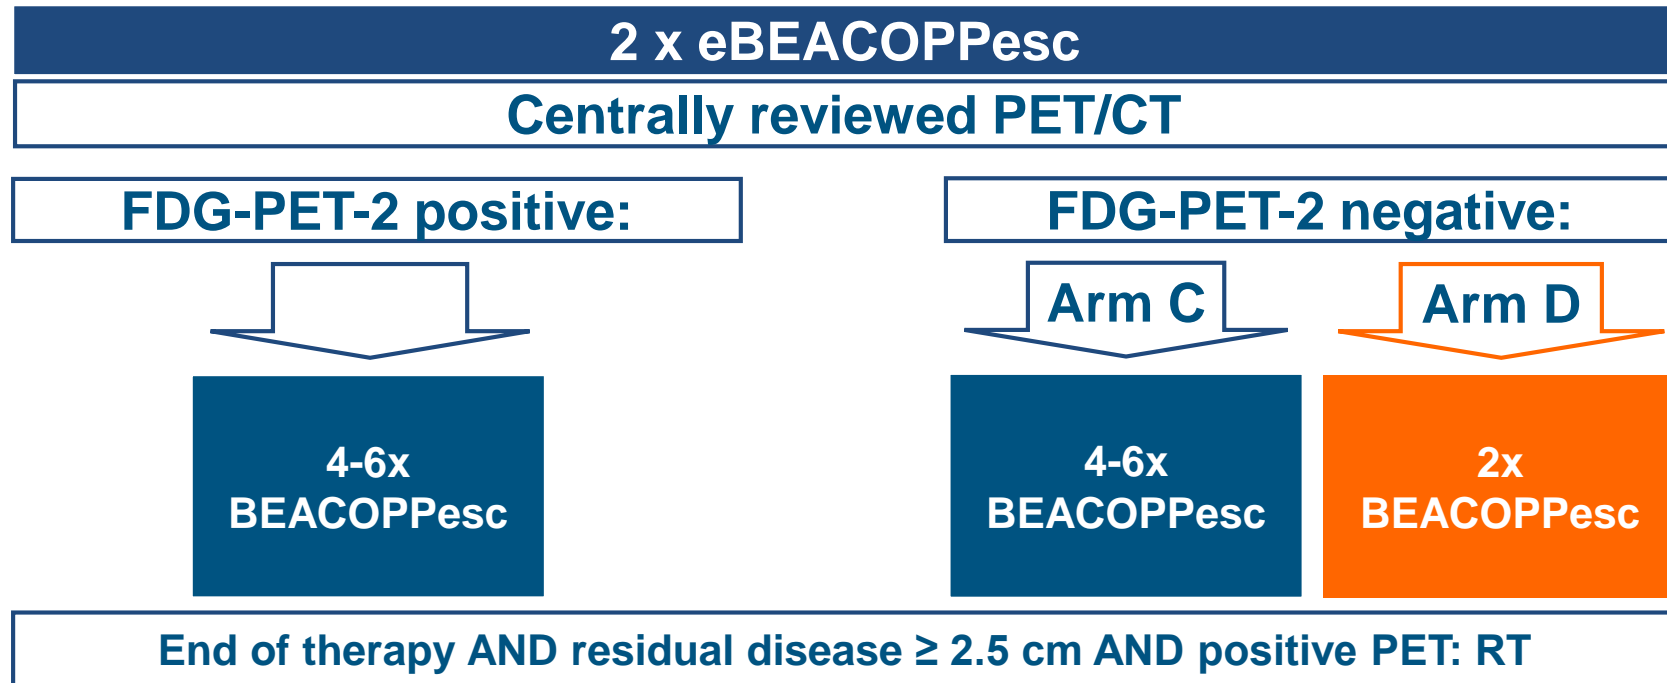 2 x eBEACOPPesc
Centrally reviewed PET/CT
FDG-PET-2 positive:
FDG-PET-2 negative:
Arm C
Arm D
4-6x
BEACOPPesc
4-6x
BEACOPPesc
2x
BEACOPPesc
End of therapy AND residual disease ≥ 2.5 cm AND positive PET: RT